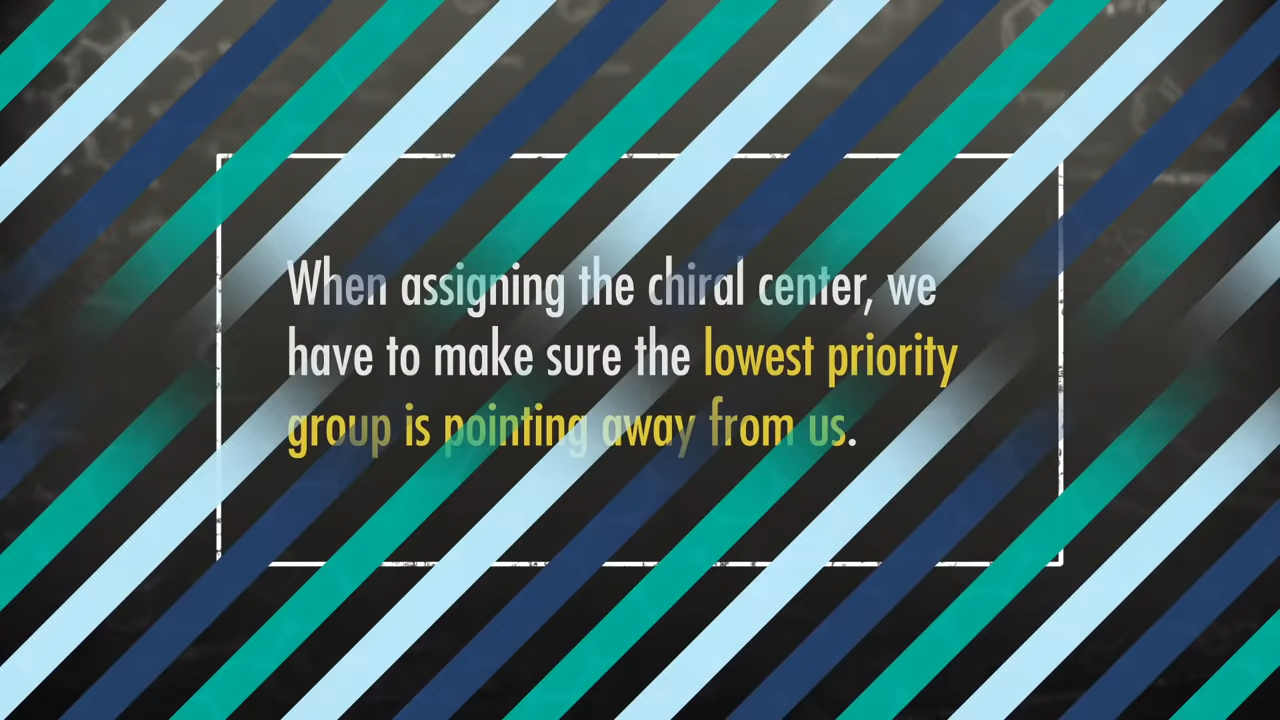 When assigning the chiral center, we
have to make sure the lowest priority
group is pointing away from us.